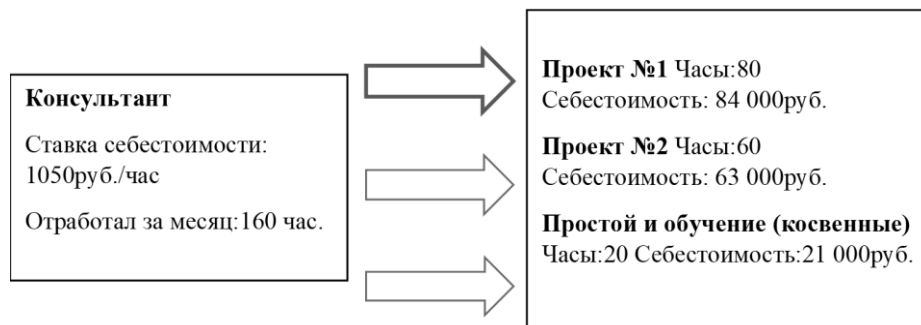 Консультант
Ставка себестоимости:
1050руб./час
Отработал за месяц:160 час.
Проект №1 Часы:80
Себестоимость: 84 000руб.
Проект №2 Часы:60
Себестоимость: 63 000руб.
Простой и обучение (косвенные)
Часы:20 Себестоимость:21 000руб.